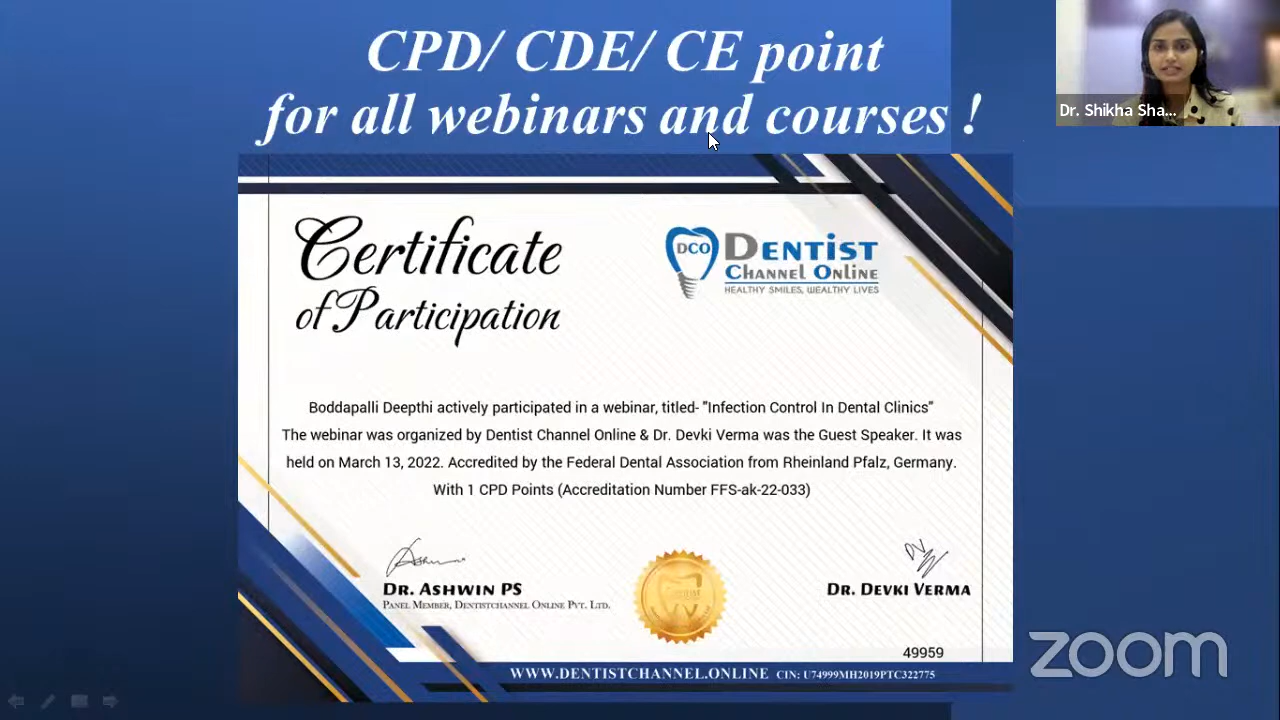 CPD/ CDE/ CE point
for all webinars and courses !
Dr. Shikha Sha...
Certificate
of Participation
DCO
DENTIST
CHANNEL ONLINE
HEALTHY SMILES, WEALTHY LIVES
Boddapalli Deepthi actively participated in a webinar, titled- "Infection Control In Dental Clinics"
The webinar was organized by Dentist Channel Online & Dr. Devki Verma was the Guest Speaker. It was
held on March 13, 2022. Accredited by the Federal Dental Association from Rheinland Pfalz, Germany.
With 1 CPD Points (Accreditation Number FFS-ak-22-033)
DR. ASHWIN PS
PANEL MEMBER, DENTISTCHANNEL ONLINE PVT. LTD.
DR. DEVKI VERMA
49959
WWW.DENTISTCHANNEL.ONLINE CIN: U74999MH2019PTC322775
zoom